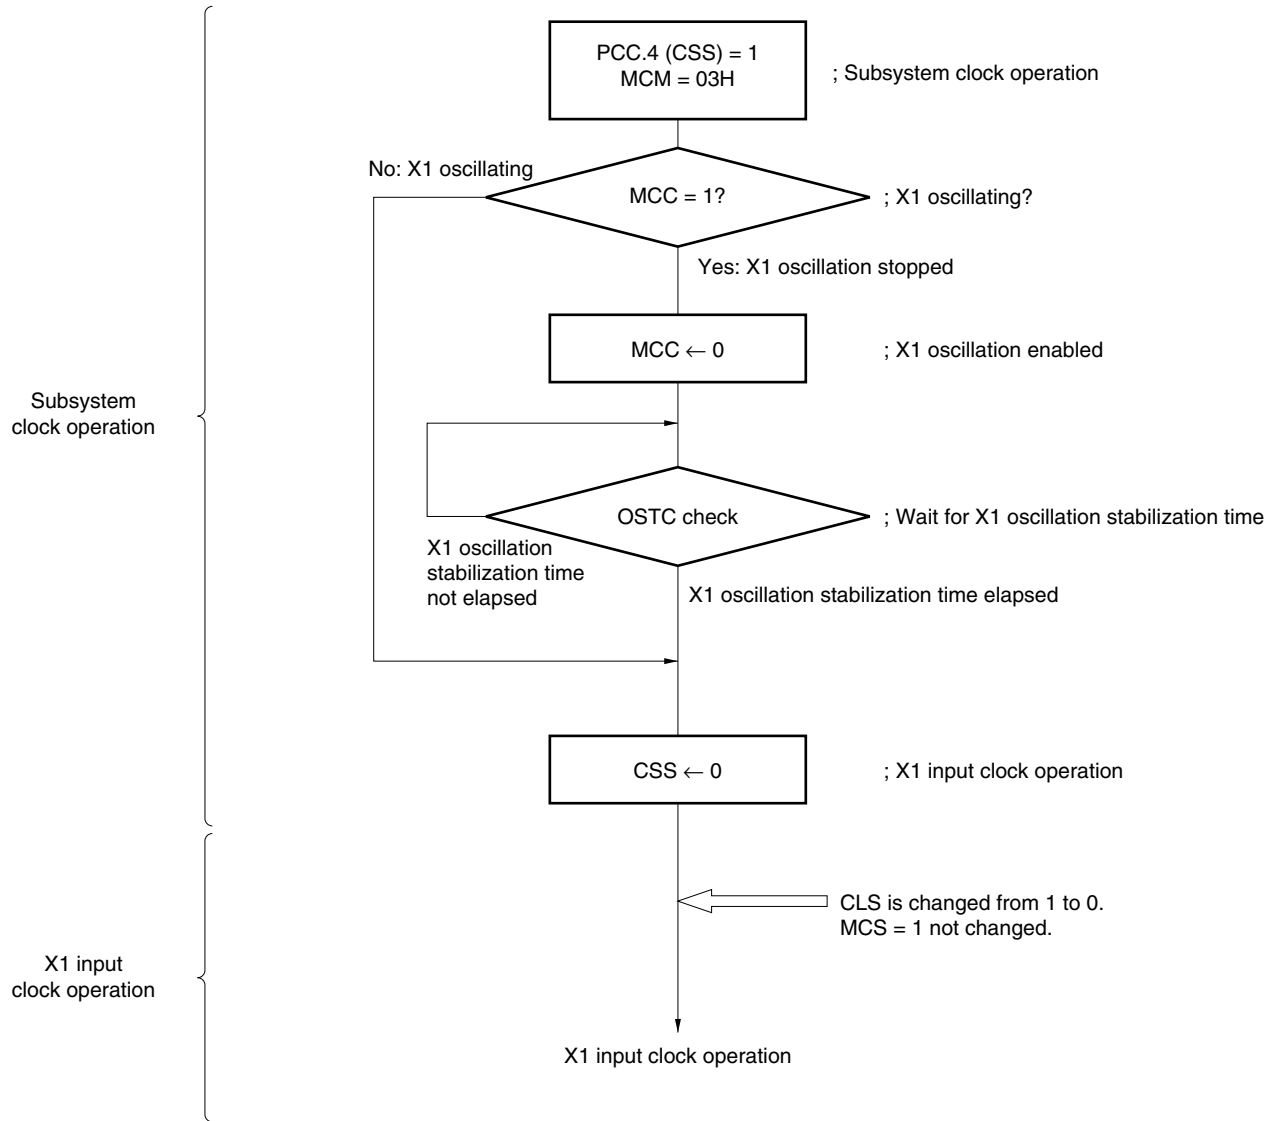 PCC.4 (CSS) = 1
MCM = 03H
; Subsystem clock operation
No: X1 oscillating
MCC = 1?
; X1 oscillating?
Yes: X1 oscillation stopped
MCC ← 0
; X1 oscillation enabled
Subsystem
clock operation
OSTC check
; Wait for X1 oscillation stabilization time
X1 oscillation
stabilization time
not elapsed
X1 oscillation stabilization time elapsed
CSS ← 0
; X1 input clock operation
CLS is changed from 1 to 0.
MCS = 1 not changed.
X1 input
clock operation
X1 input clock operation